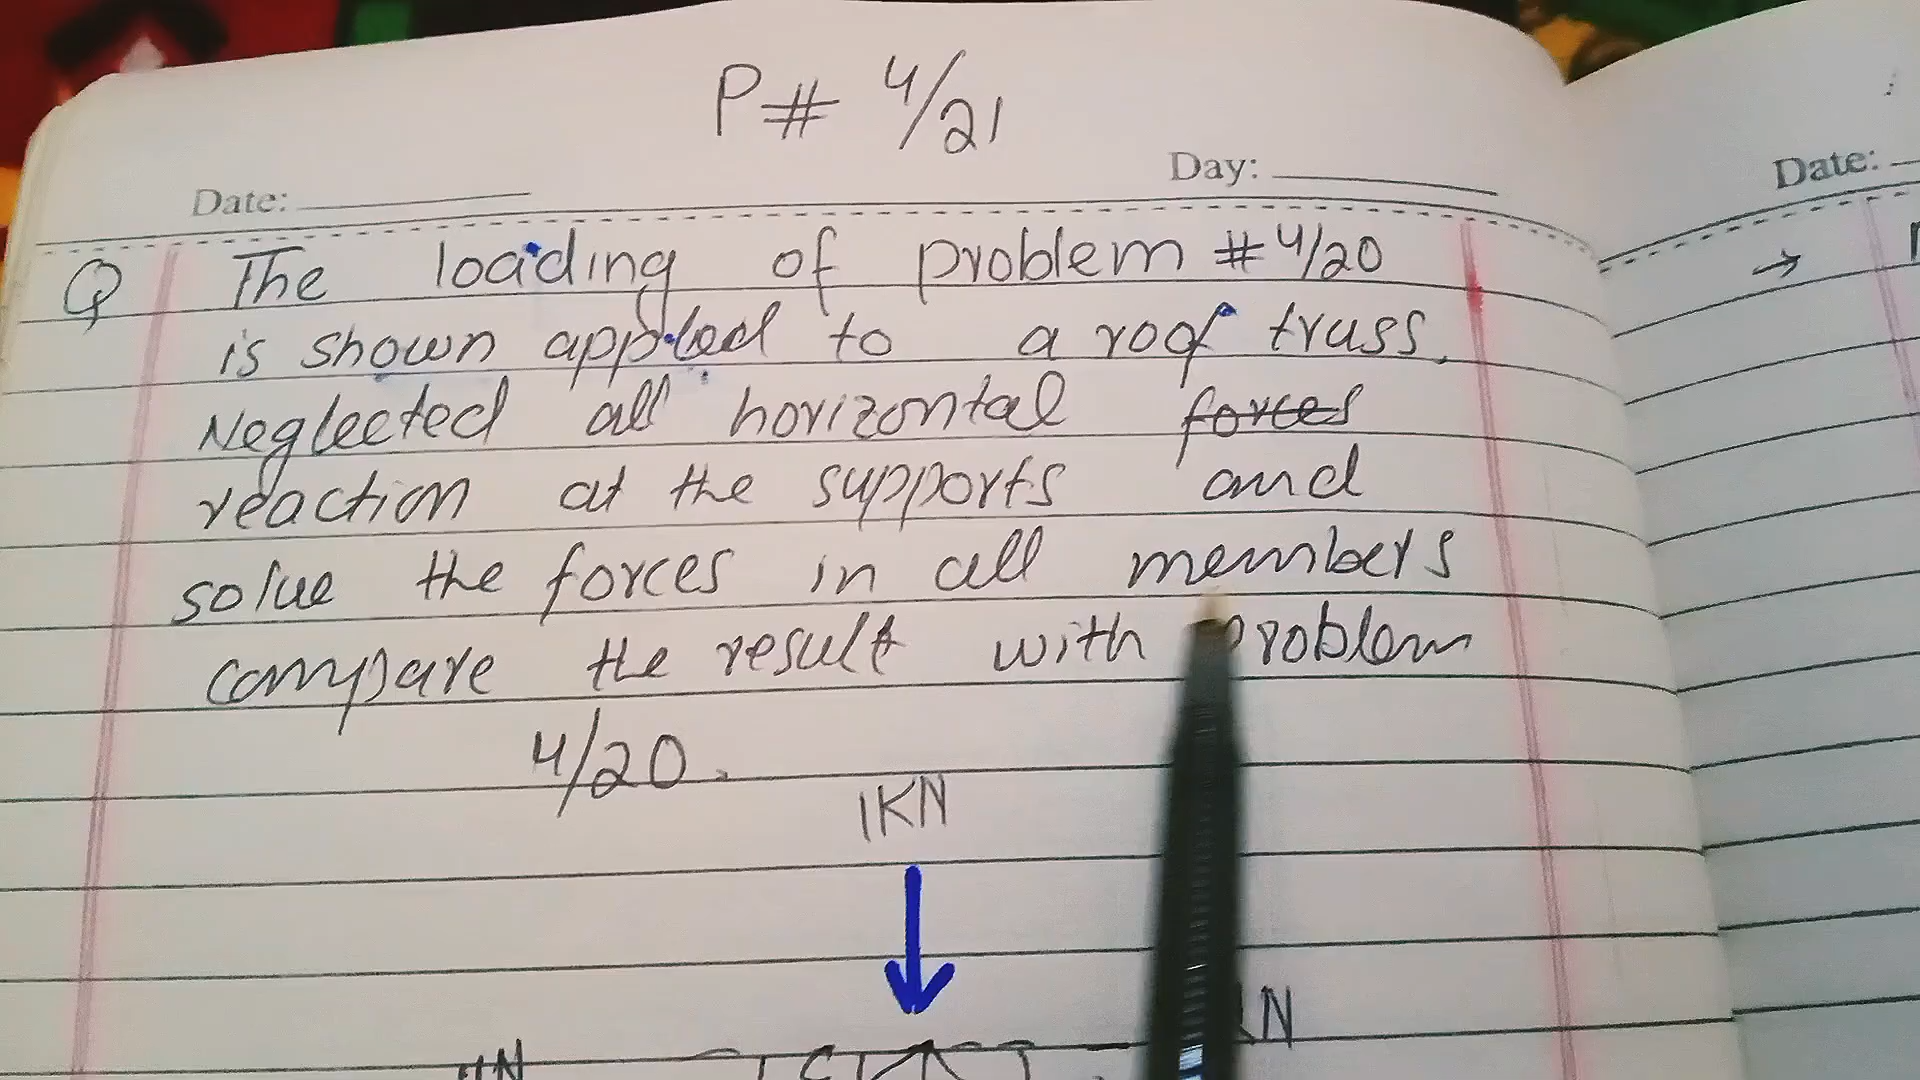 P# 4/21
Date: Day: Date:
Q The loading of problem #4/20
is shown appled to a roof truss.
Neglected all horizontal forces
reaction at the supports and
solve the forces in all members
compare the result with problem
4/20.
1KN
C